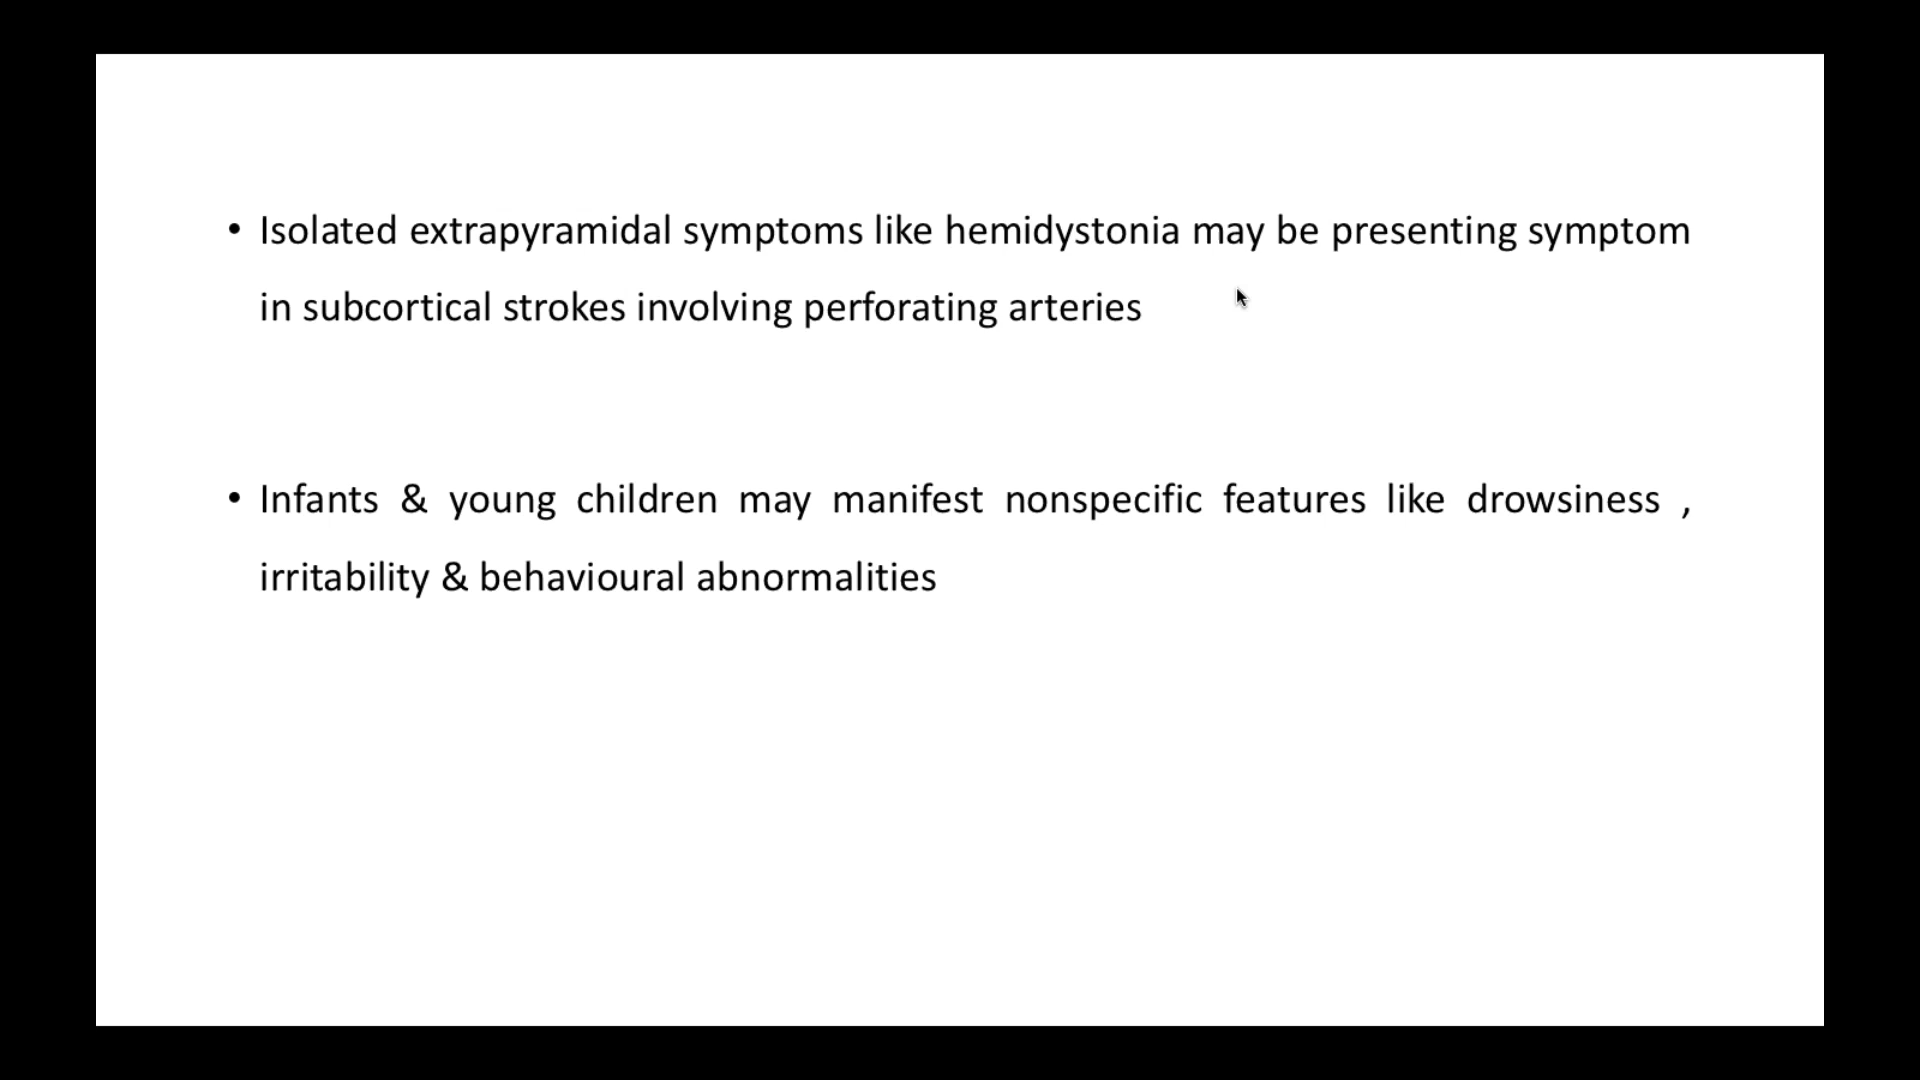 • Isolated extrapyramidal symptoms like hemidystonia may be presenting symptom
in subcortical strokes involving perforating arteries
• Infants & young children may manifest nonspecific features like drowsiness ,
irritability & behavioural abnormalities